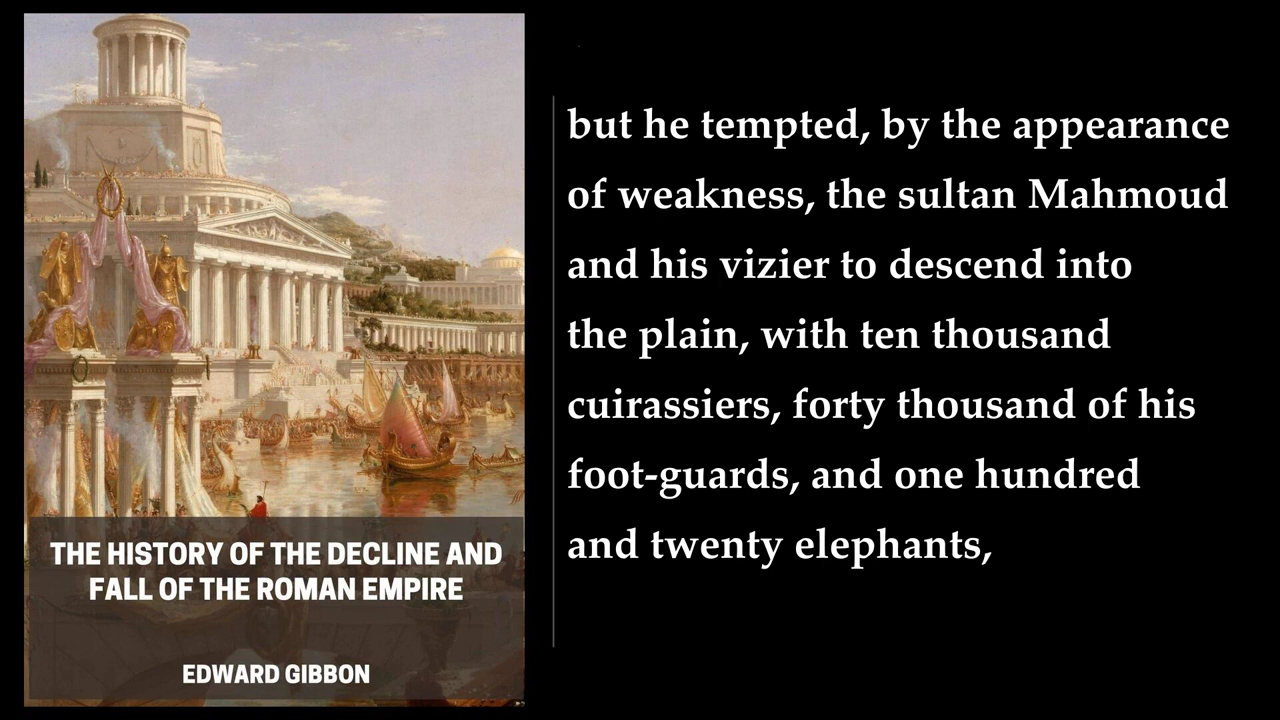 THE HISTORY OF THE DECLINE AND
FALL OF THE ROMAN EMPIRE
EDWARD GIBBON
but he tempted, by the appearance
of weakness, the sultan Mahmoud
and his vizier to descend into
the plain, with ten thousand
cuirassiers, forty thousand of his
foot-guards, and one hundred
and twenty elephants,